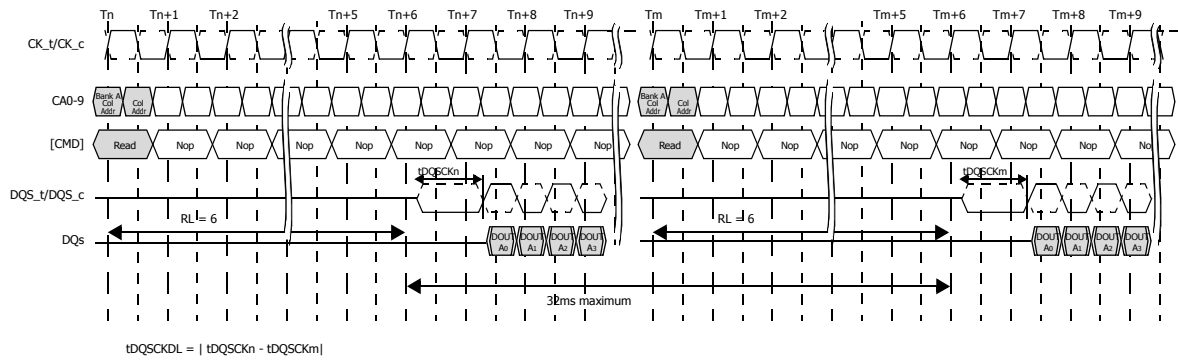 Tn Tn+1 Tn+2 Tn+5 Tn+6 Tn+7 Tn+8 Tn+9 Tm Tm+1 Tm+2 Tm+5 Tm+6 Tm+7 Tm+8 Tm+9
CK_t/CK_c
CA0-9 Bank A Col Addr Col Addr Bank A Col Addr Col Addr
[CMD] Read Nop Nop Nop Nop Nop Nop Nop Read Nop Nop Nop Nop Nop Nop Nop
tDQSCKn tDQSCKm
DQS_t/DQS_c
RL = 6 RL = 6
DQs DOUT A0 DOUT A1 DOUT A2 DOUT A3 DOUT A0 DOUT A1 DOUT A2 DOUT A3
32ms maximum
tDQSCKDL = | tDQSCKn - tDQSCKm|